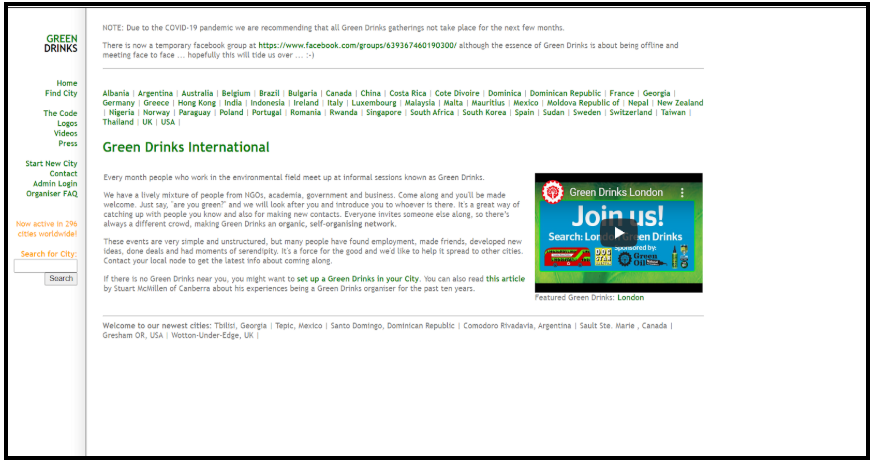 GREEN
DRINKS
Home
Find City
The Code
Logos
Videos
Press
Start New City
Contact
Admin Login
Organiser FAQ
Now active in 296
cities worldwide!
Search for City:
Search
NOTE: Due to the COVID-19 pandemic we are recommending that all Green Drinks gatherings not take place for the next few months.
There is now a temporary facebook group at https://www.facebook.com/groups/639367460190300/ although the essence of Green Drinks is about being offline and
meeting face to face ... hopefully this will tide us over ... :-)
Albania | Argentina | Australia | Belgium | Brazil | Bulgaria | Canada | China | Costa Rica | Cote Divoire | Dominica | Dominican Republic | France | Georgia |
Germany | Greece | Hong Kong | India | Indonesia | Ireland | Italy | Luxembourg | Malaysia | Malta | Mauritius | Mexico | Moldova Republic of | Nepal | New Zealand
| Nigeria | Norway | Paraguay | Poland | Portugal | Romania | Rwanda | Singapore | South Africa | South Korea | Spain | Sudan | Sweden | Switzerland | Taiwan |
Thailand | UK | USA |
Green Drinks International
Every month people who work in the environmental field meet up at informal sessions known as Green Drinks.
We have a lively mixture of people from NGOs, academia, government and business. Come along and you'll be made
welcome. Just say, "are you green?" and we will look after you and introduce you to whoever is there. It's a great way of
catching up with people you know and also for making new contacts. Everyone invites someone else along, so there's
always a different crowd, making Green Drinks an organic, self-organising network.
These events are very simple and unstructured, but many people have found employment, made friends, developed new
ideas, done deals and had moments of serendipity. It's a force for the good and we'd like to help it spread to other cities.
Contact your local node to get the latest info about coming along.
If there is no Green Drinks near you, you might want to set up a Green Drinks in your City. You can also read this article
by Stuart McMillen of Canberra about his experiences being a Green Drinks organiser for the past ten years.
Green Drinks London
Join us!
Search: London Green Drinks
Sponsored by:
DOG
STAR
Green
Oil
Featured Green Drinks: London
Welcome to our newest cities: Tbilisi, Georgia | Tepic, Mexico | Santo Domingo, Dominican Republic | Comodoro Rivadavia, Argentina | Sault Ste. Marie , Canada |
Gresham OR, USA | Wotton-Under-Edge, UK |